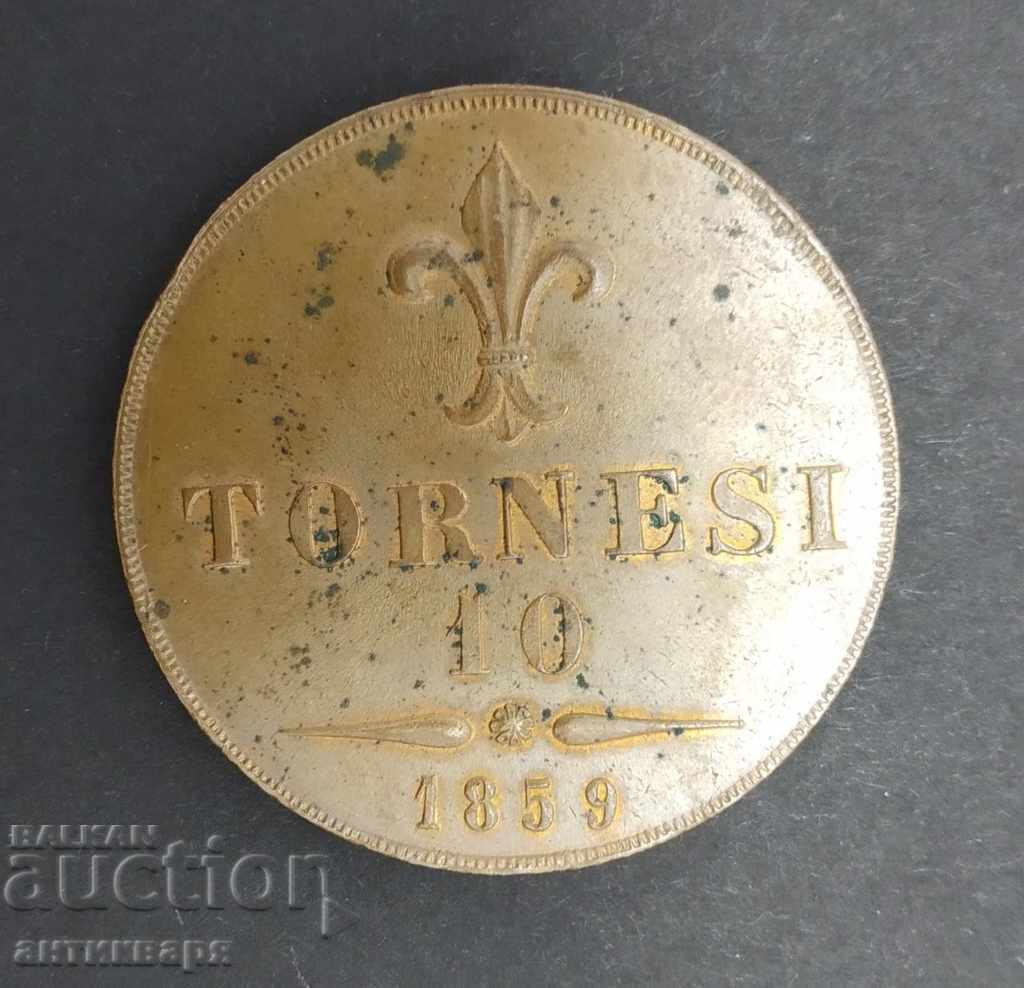 TORNESI
10
1859
BALKAN
auction
антикваря